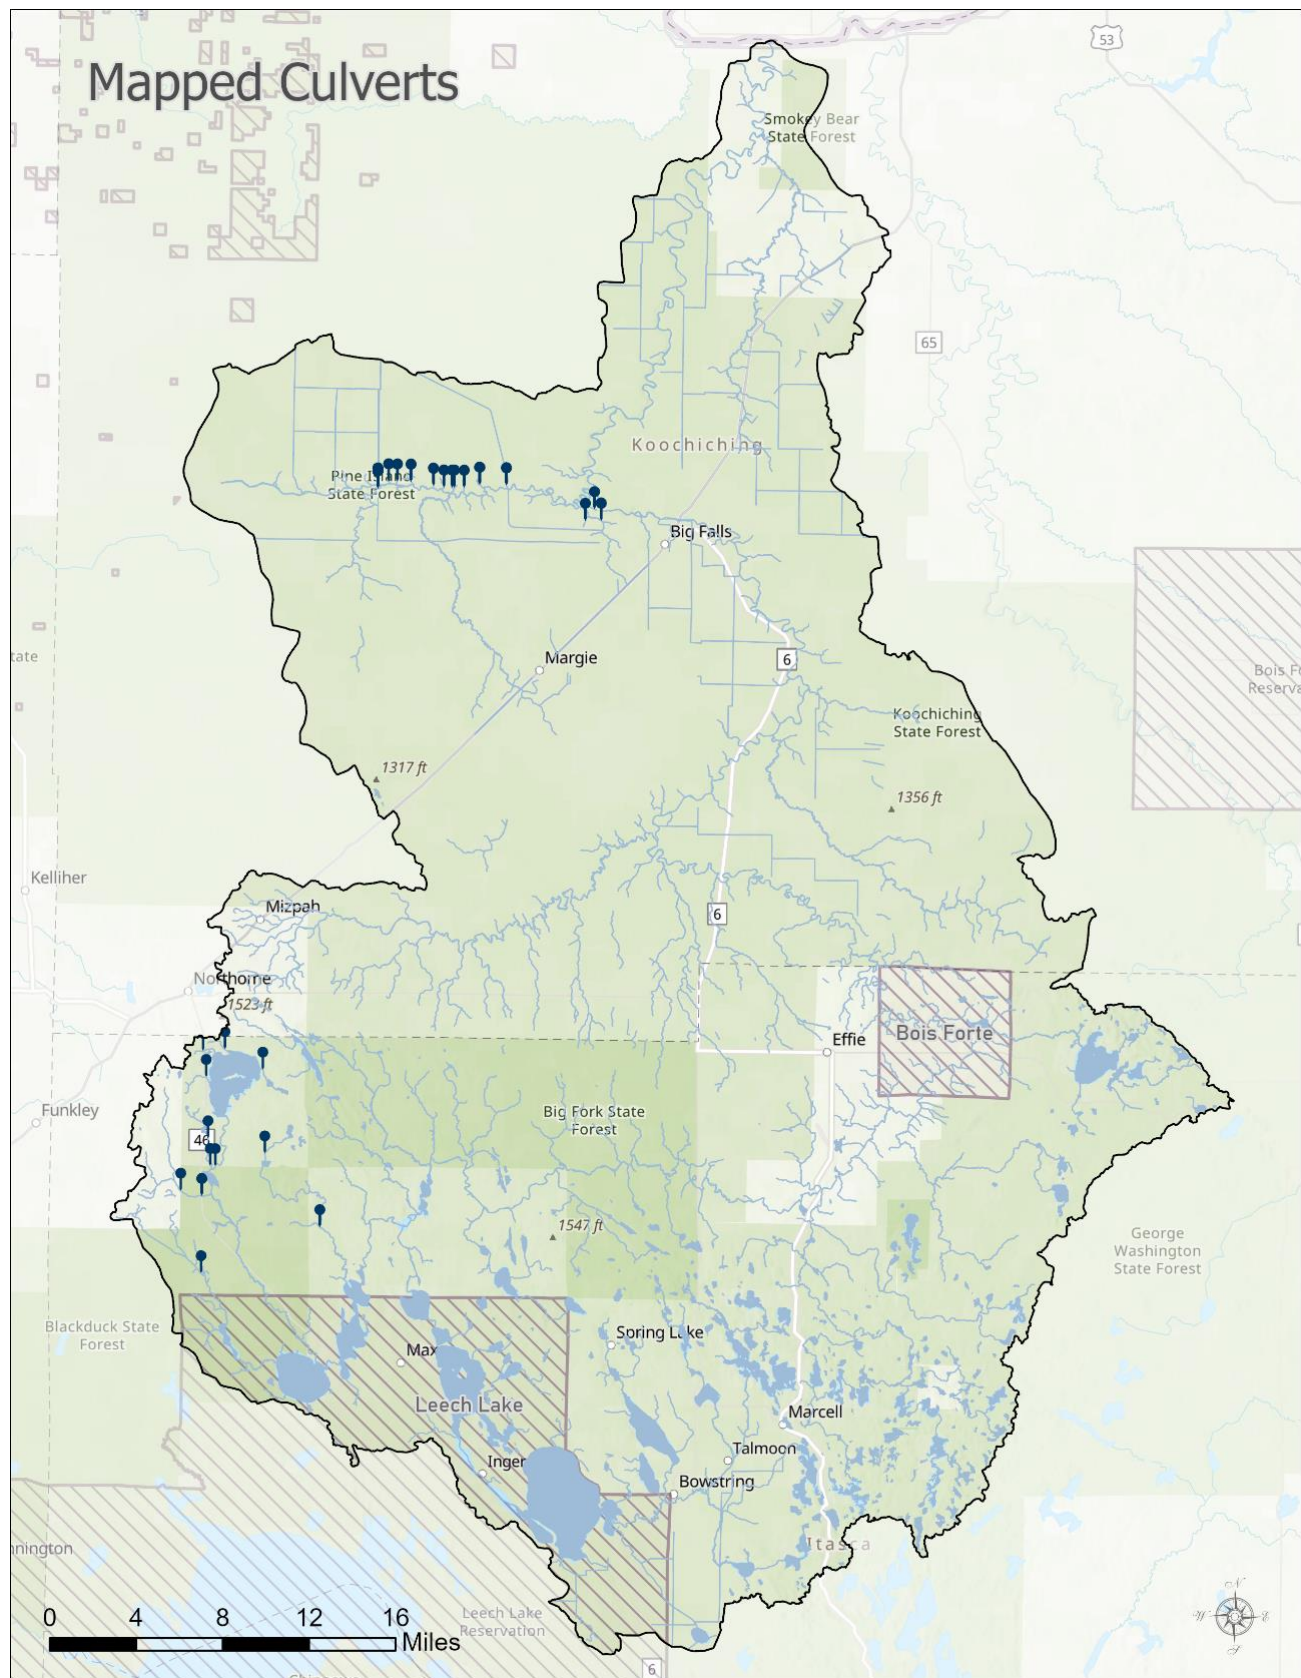 Mapped Culverts
53
Smokey Bear
State Forest
65
Koochiching
Pine Island
State Forest
Big Falls
Margie
6
Bois Fo
Reserva
tate
Koochiching
State Forest
1317 ft
1356 ft
Kelliher
Mizpah
6
Northome
1523 ft
Effie
Bois Forte
Funkley
46
Big Fork State
Forest
1547 ft
George
Washington
State Forest
Blackduck State
Forest
Spring Lake
Max
Leech Lake
Marcell
Talmoon
Inger
Bowstring
nnington
Itasca
Leech Lake
Reservation
0 4 8 12 16
Miles
6
N
W E
S